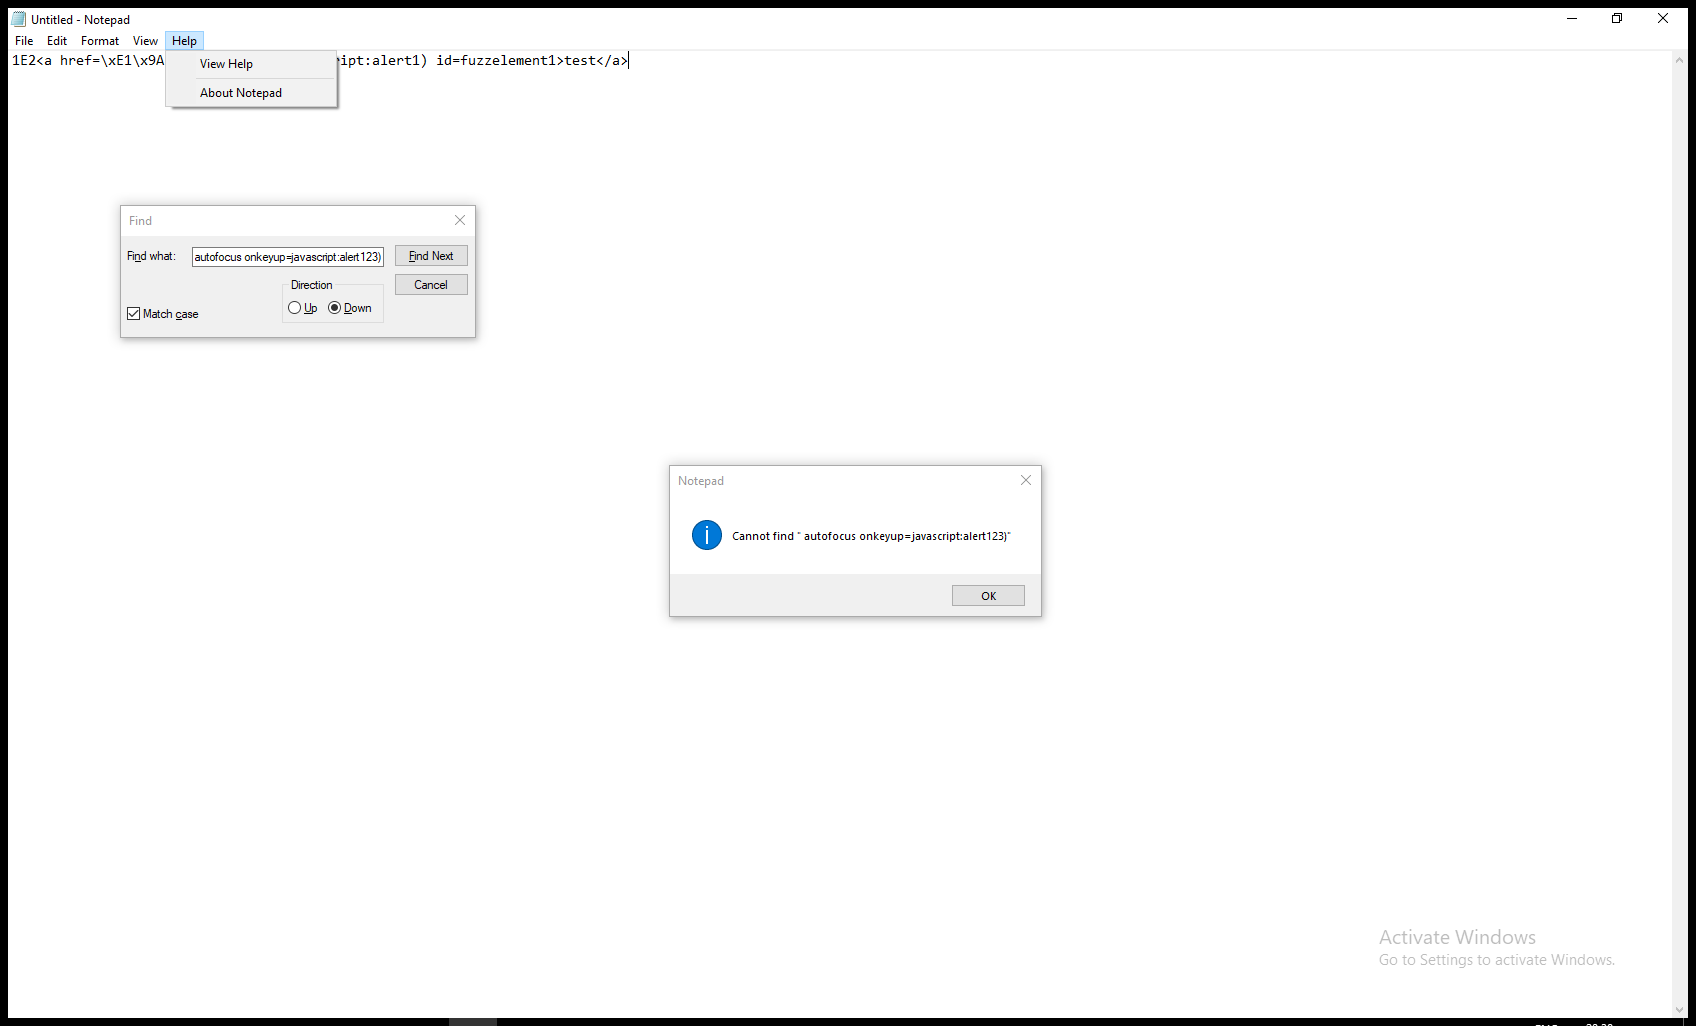 Untitled - Notepad
File Edit Format View Help
1E2<a href=\xE1\x9A ipt:alert1) id=fuzzelement1>test</a>
View Help
About Notepad
Find
Find what: autofocus onkeyup=javascript:alert123) Find Next
Direction Cancel
Up Down
Match case
Notepad
Cannot find " autofocus onkeyup=javascript:alert123)"
OK
Activate Windows
Go to Settings to activate Windows.